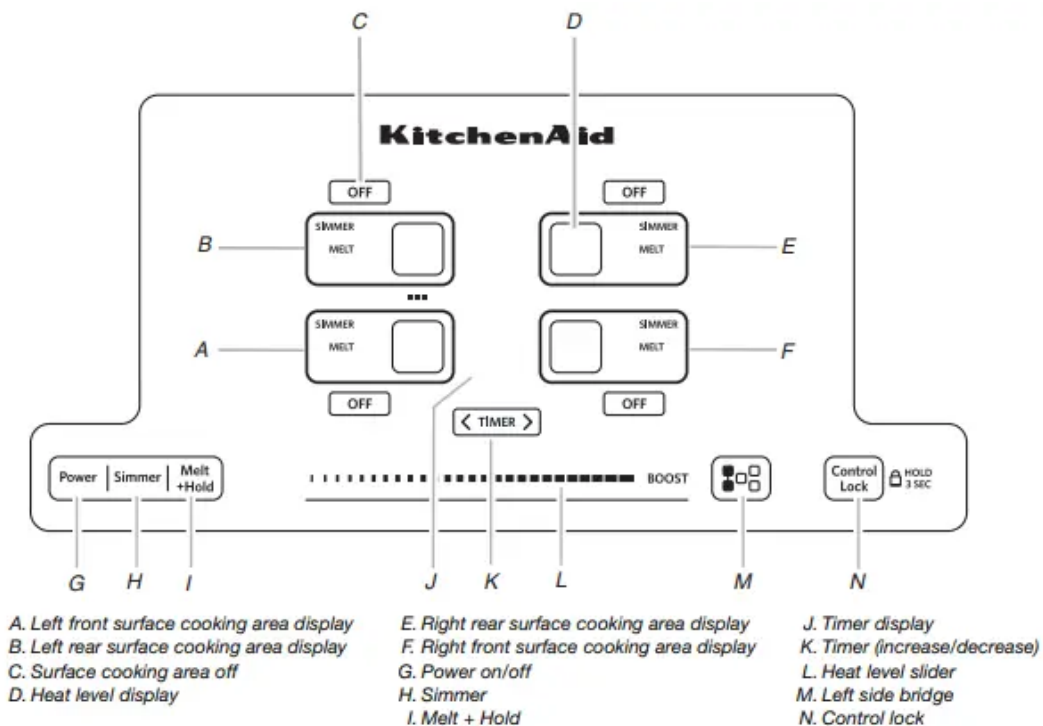 C D
KitchenAid
OFF OFF
B SIMMER MELT SIMMER MELT E
A SIMMER MELT SIMMER MELT F
OFF OFF
< TIMER >
Power Simmer Melt +Hold BOOST Control Lock HOLD 3 SEC
G H I J K L M N
A. Left front surface cooking area display
B. Left rear surface cooking area display
C. Surface cooking area off
D. Heat level display
E. Right rear surface cooking area display
F. Right front surface cooking area display
G. Power on/off
H. Simmer
I. Melt + Hold
J. Timer display
K. Timer (increase/decrease)
L. Heat level slider
M. Left side bridge
N. Control lock